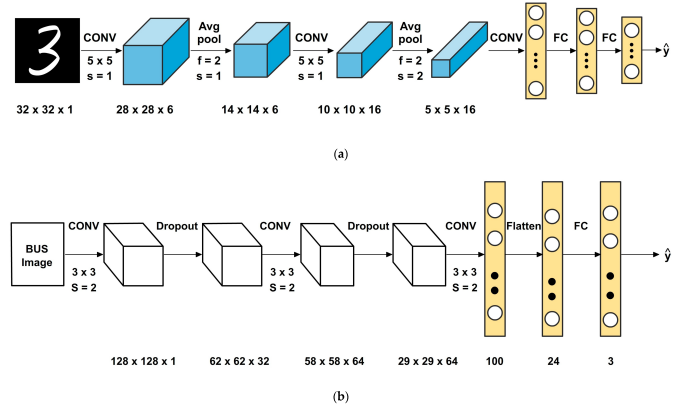 CONV Avg pool CONV Avg pool CONV FC FC
3
5 x 5 f = 2 5 x 5 f = 2 ŷ
s = 1 s = 1 s = 1 s = 2
32 x 32 x 1 28 x 28 x 6 14 x 14 x 6 10 x 10 x 16 5 x 5 x 16
(a)
CONV Dropout CONV Dropout CONV Flatten FC
BUS Image
3 x 3 3 x 3 3 x 3 ŷ
S = 2 S = 2 S = 2
128 x 128 x 1 62 x 62 x 32 58 x 58 x 64 29 x 29 x 64 100 24 3
(b)